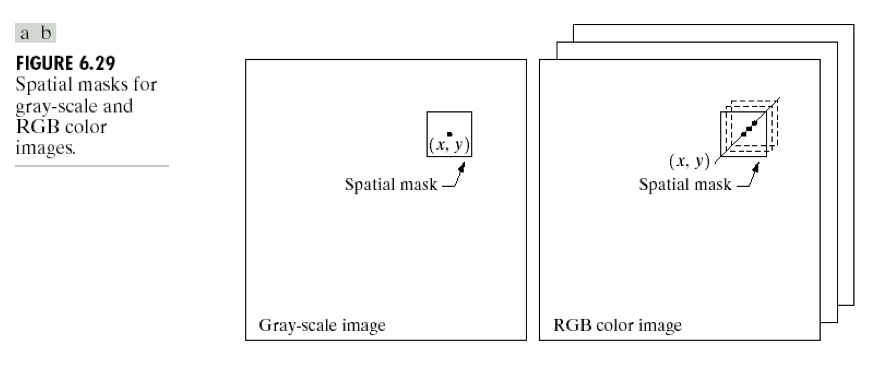 a b
FIGURE 6.29
Spatial masks for
gray-scale and
RGB color
images.
(x, y)
Spatial mask
Gray-scale image
(x, y)
Spatial mask
RGB color image